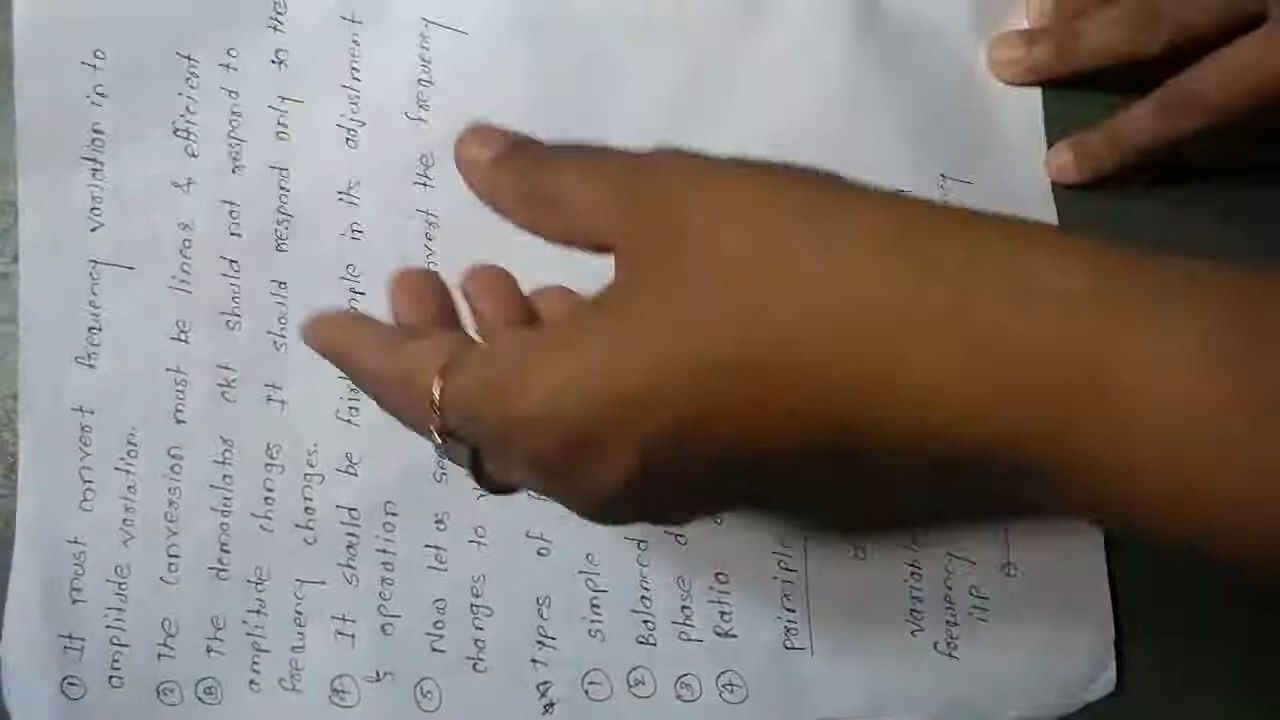 ① It must convert frequency variation in to
amplitude variation.
② The conversion must be linear & efficient
③ The demodulator ckt should not respond to
amplitude changes It should respond only to the
frequency changes.
④ It should be simple in its adjustment
& operation
⑤ Now let us the frequency
changes to
** types of
① simple
② Balanced
③ phase
④ Ratio
principle
variable
frequency
i/p